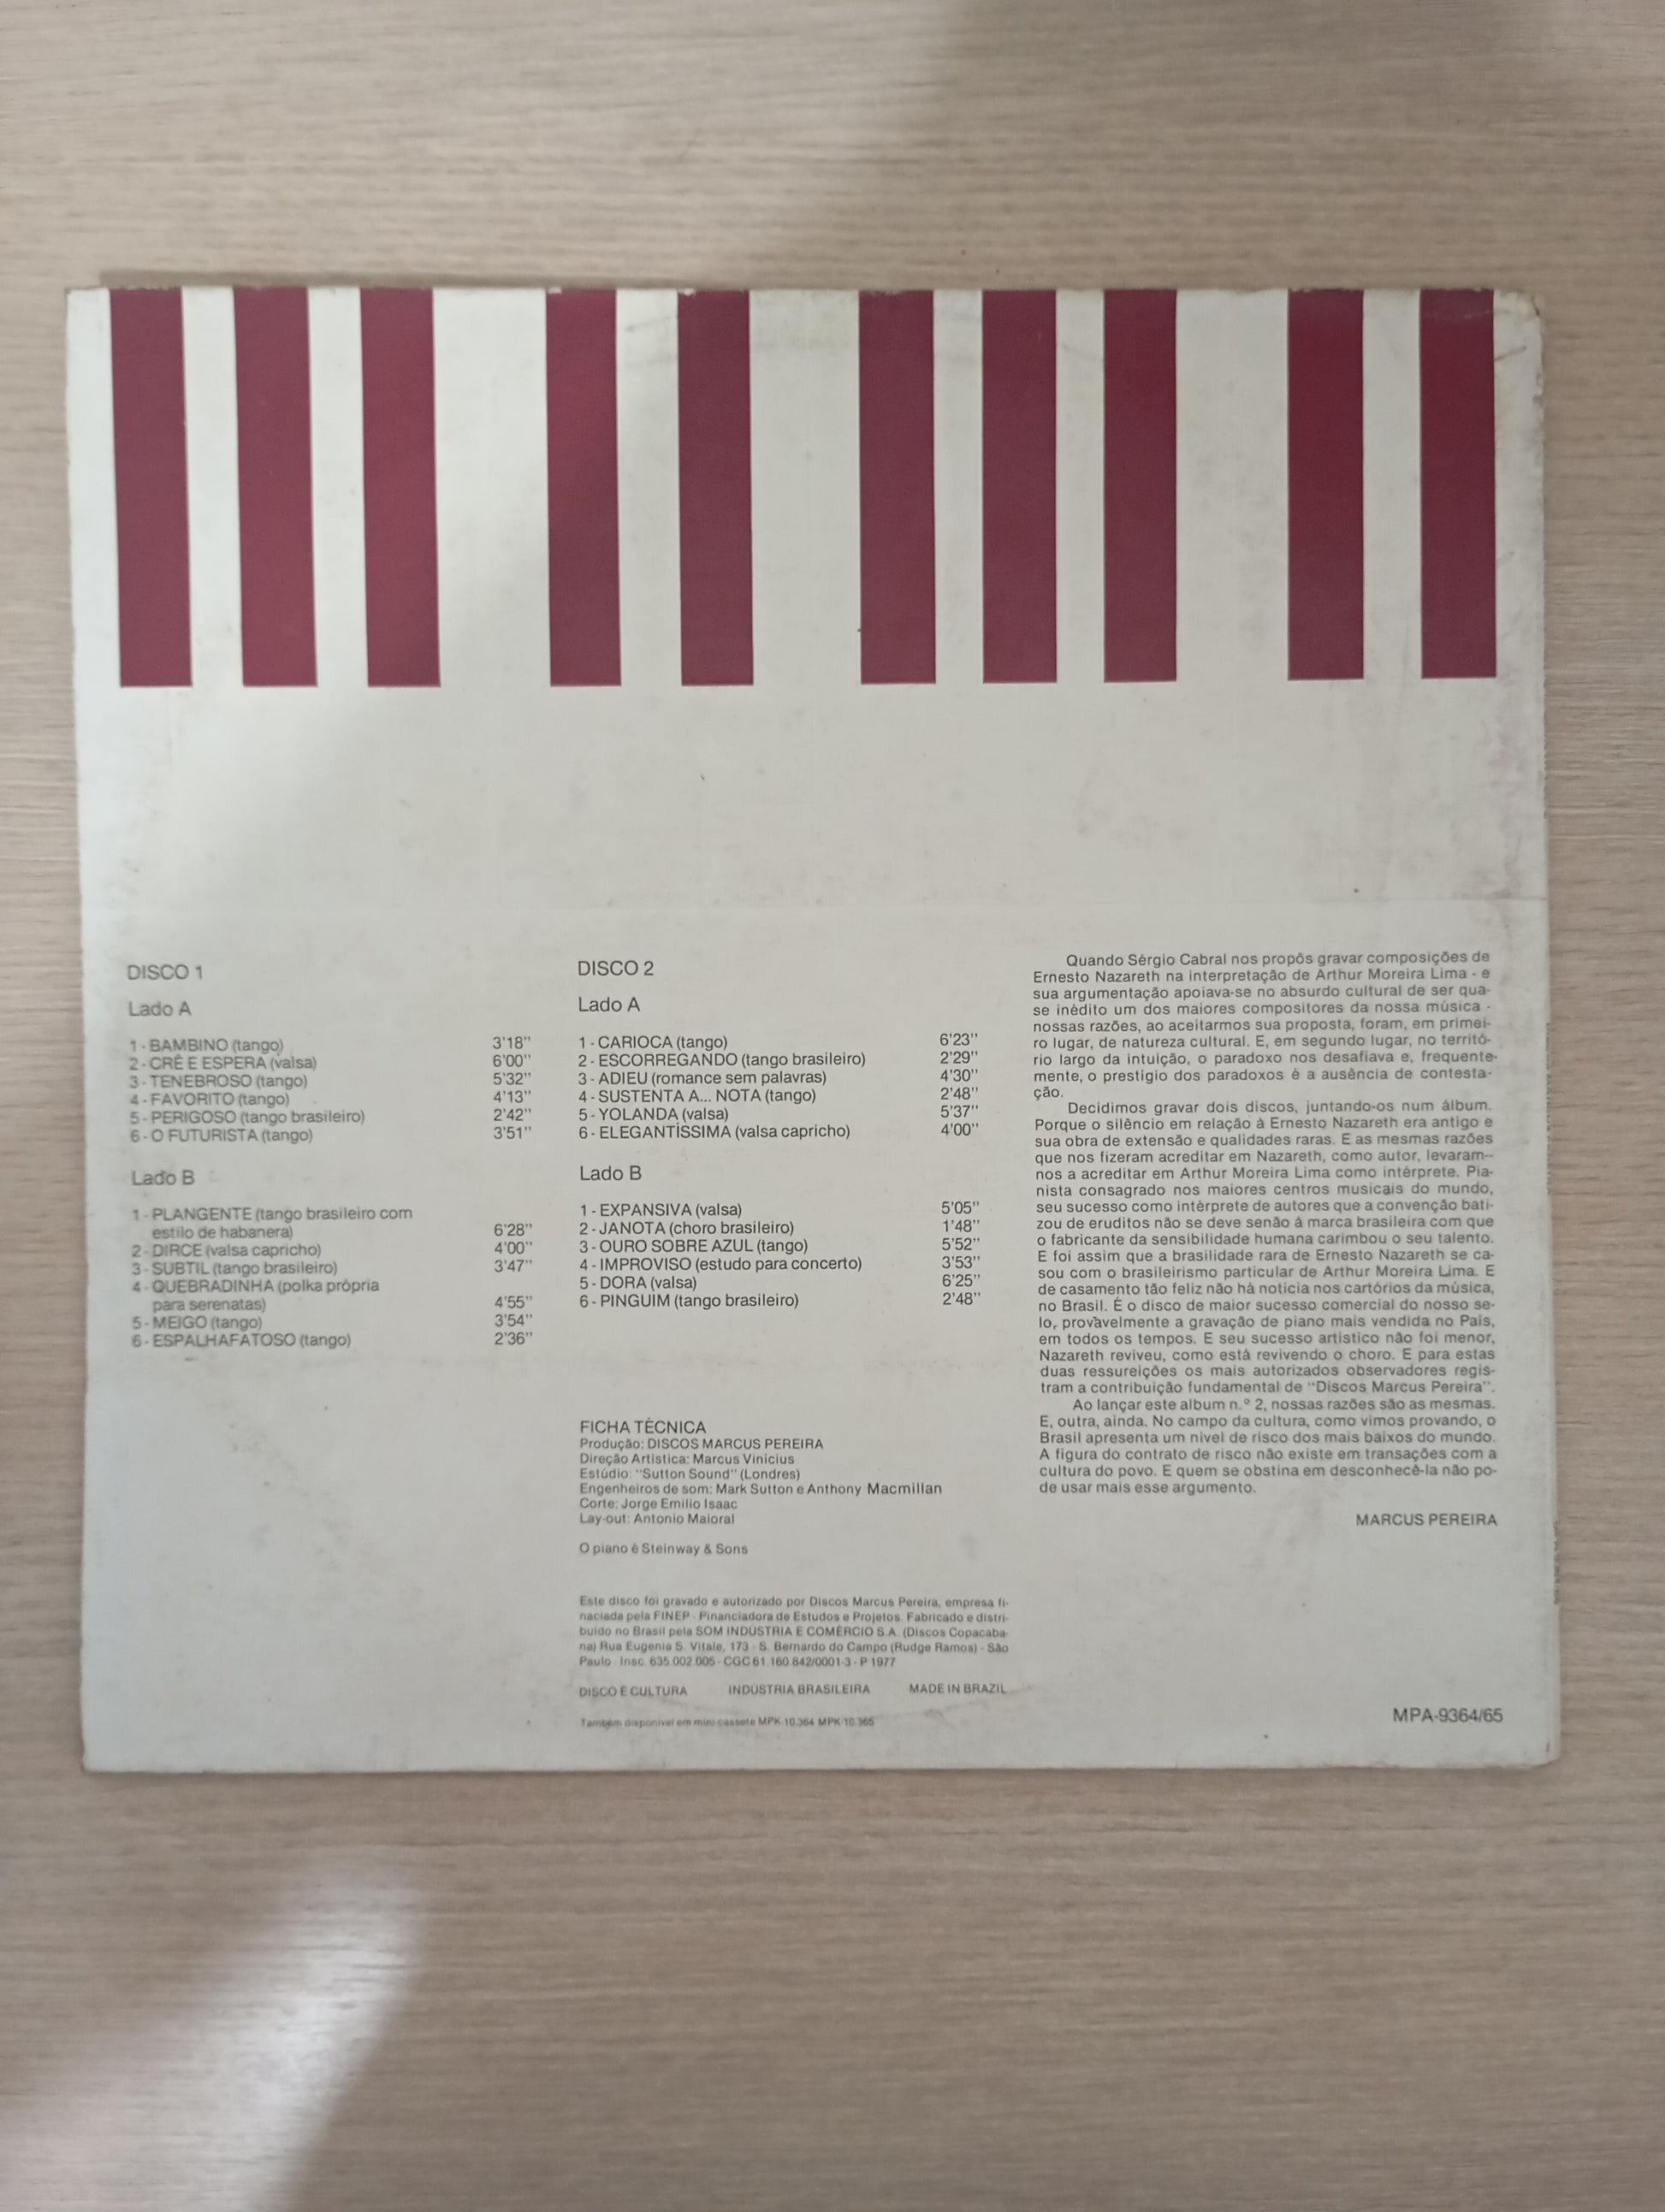 DISCO 1
Lado A
1 - BAMBINO (tango) 3'18''
2 - CRÊ E ESPERA (valsa) 6'00''
3 - TENEBROSO (tango) 5'32''
4 - FAVORITO (tango) 4'13''
5 - PERIGOSO (tango brasileiro) 2'42''
6 - O FUTURISTA (tango) 3'51''
Lado B
1 - PLANGENTE (tango brasileiro com
estilo de habanera) 6'28''
2 - DIRCE (valsa capricho) 4'00''
3 - SUBTIL (tango brasileiro) 3'47''
4 - QUEBRADINHA (polka própria
para serenatas) 4'55''
5 - MEIGO (tango) 3'54''
6 - ESPALHAFATOSO (tango) 2'36''
DISCO 2
Lado A
1 - CARIOCA (tango) 6'23''
2 - ESCORREGANDO (tango brasileiro) 2'29''
3 - ADIEU (romance sem palavras) 4'30''
4 - SUSTENTA A... NOTA (tango) 2'48''
5 - YOLANDA (valsa) 5'37''
6 - ELEGANTÍSSIMA (valsa capricho) 4'00''
Lado B
1 - EXPANSIVA (valsa) 5'05''
2 - JANOTA (choro brasileiro) 1'48''
3 - OURO SOBRE AZUL (tango) 5'52''
4 - IMPROVISO (estudo para concerto) 3'53''
5 - DORA (valsa) 6'25''
6 - PINGUIM (tango brasileiro) 2'48''
FICHA TÉCNICA
Produção: DISCOS MARCUS PEREIRA
Direção Artística: Marcus Vinicius
Estúdio: "Sutton Sound" (Londres)
Engenheiros de som: Mark Sutton e Anthony Macmillan
Corte: Jorge Emilio Isaac
Lay-out: Antonio Maioral
O piano é Steinway & Sons
Este disco foi gravado e autorizado por Discos Marcus Pereira, empresa fi-
naciada pela FINEP - Financiadora de Estudos e Projetos. Fabricado e distri-
buido no Brasil pela SOM INDÚSTRIA E COMÉRCIO S.A. (Discos Copacaba-
na) Rua Eugenia S. Vitale, 173 - S. Bernardo do Campo (Rudge Ramos) - São
Paulo - Insc. 635.002.005 - CGC 61.160.842/0001-3 - P 1977
DISCO É CULTURA INDÚSTRIA BRASILEIRA MADE IN BRAZIL
Também disponível em mini cassete MPK 10.364 MPK 10.365
Quando Sérgio Cabral nos propôs gravar composições de
Ernesto Nazareth na interpretação de Arthur Moreira Lima - e
sua argumentação apoiava-se no absurdo cultural de ser qua-
se inédito um dos maiores compositores da nossa música -
nossas razões, ao aceitarmos sua proposta, foram, em primei-
ro lugar, de natureza cultural. E, em segundo lugar, no territó-
rio largo da intuição, o paradoxo nos desafiava e, frequente-
mente, o prestígio dos paradoxos é a ausência de contesta-
ção.
Decidimos gravar dois discos, juntando-os num álbum.
Porque o silêncio em relação à Ernesto Nazareth era antigo e
sua obra de extensão e qualidades raras. E as mesmas razões
que nos fizeram acreditar em Nazareth, como autor, levaram--
nos a acreditar em Arthur Moreira Lima como intérprete. Pia-
nista consagrado nos maiores centros musicais do mundo,
seu sucesso como intérprete de autores que a convenção bati-
zou de eruditos não se deve senão à marca brasileira com que
o fabricante da sensibilidade humana carimbou o seu talento.
E foi assim que a brasilidade rara de Ernesto Nazareth se ca-
sou com o brasileirismo particular de Arthur Moreira Lima. E
de casamento tão feliz não há notícia nos cartórios da música,
no Brasil. É o disco de maior sucesso comercial do nosso se-
lo, provavelmente a gravação de piano mais vendida no País,
em todos os tempos. E seu sucesso artístico não foi menor,
Nazareth reviveu, como está revivendo o choro. E para estas
duas ressureições os mais autorizados observadores regis-
tram a contribuição fundamental de "Discos Marcus Pereira".
Ao lançar este album n.º 2, nossas razões são as mesmas.
E, outra, ainda. No campo da cultura, como vimos provando, o
Brasil apresenta um nível de risco dos mais baixos do mundo.
A figura do contrato de risco não existe em transações com a
cultura do povo. E quem se obstina em desconhecê-la não po-
de usar mais esse argumento.
MARCUS PEREIRA
MPA-9364/65